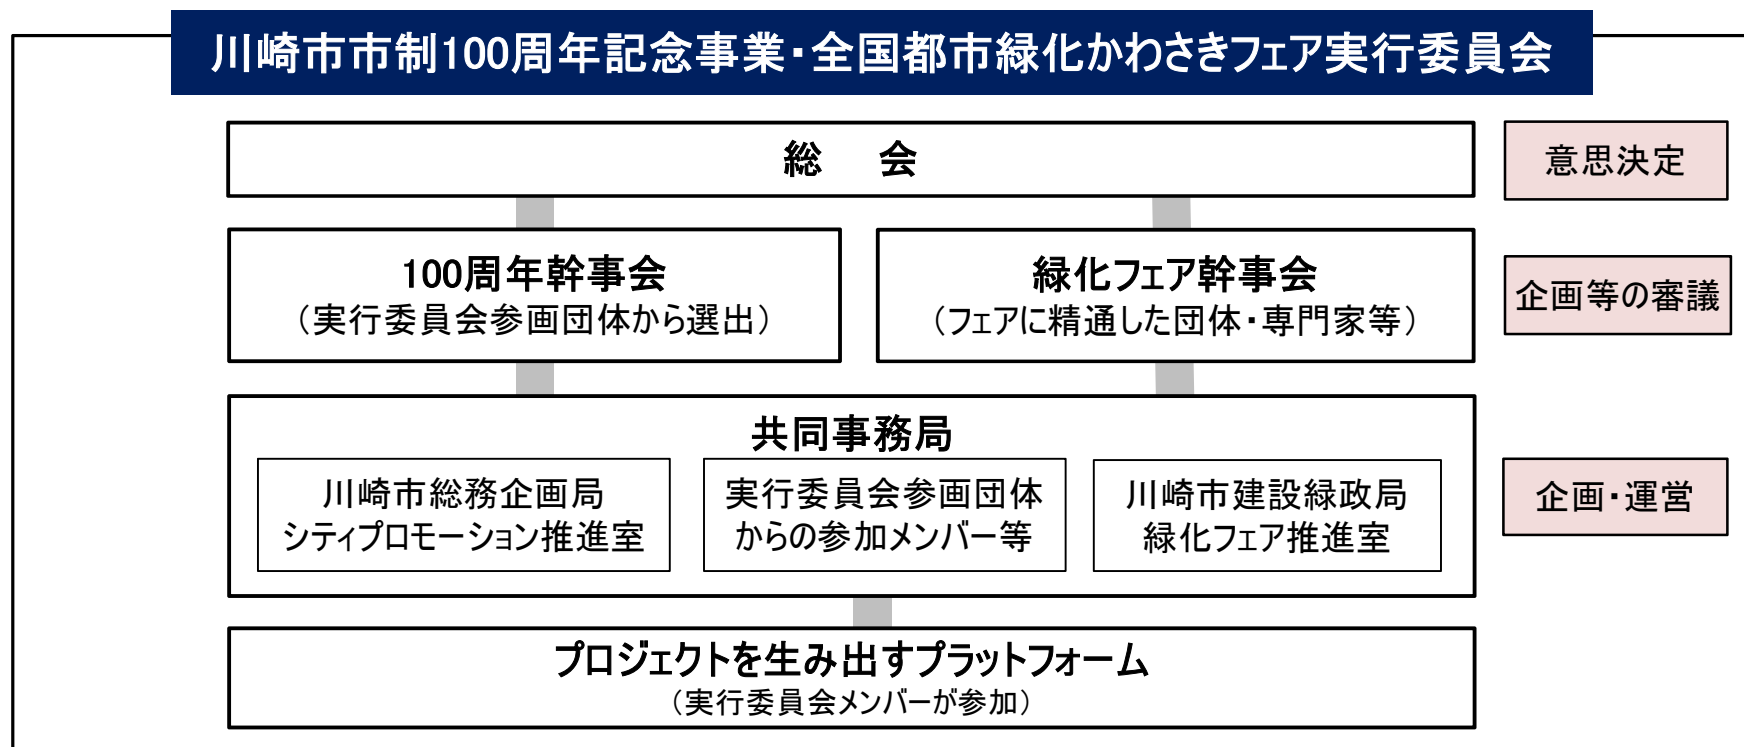 川崎市市制100周年記念事業・全国都市緑化かわさきフェア実行委員会
総　会
意思決定
100周年幹事会
（実行委員会参画団体から選出）
緑化フェア幹事会
（フェアに精通した団体・専門家等）
企画等の審議
共同事務局
川崎市総務企画局
シティプロモーション推進室
実行委員会参画団体
からの参加メンバー等
川崎市建設緑政局
緑化フェア推進室
企画・運営
プロジェクトを生み出すプラットフォーム
（実行委員会メンバーが参加）